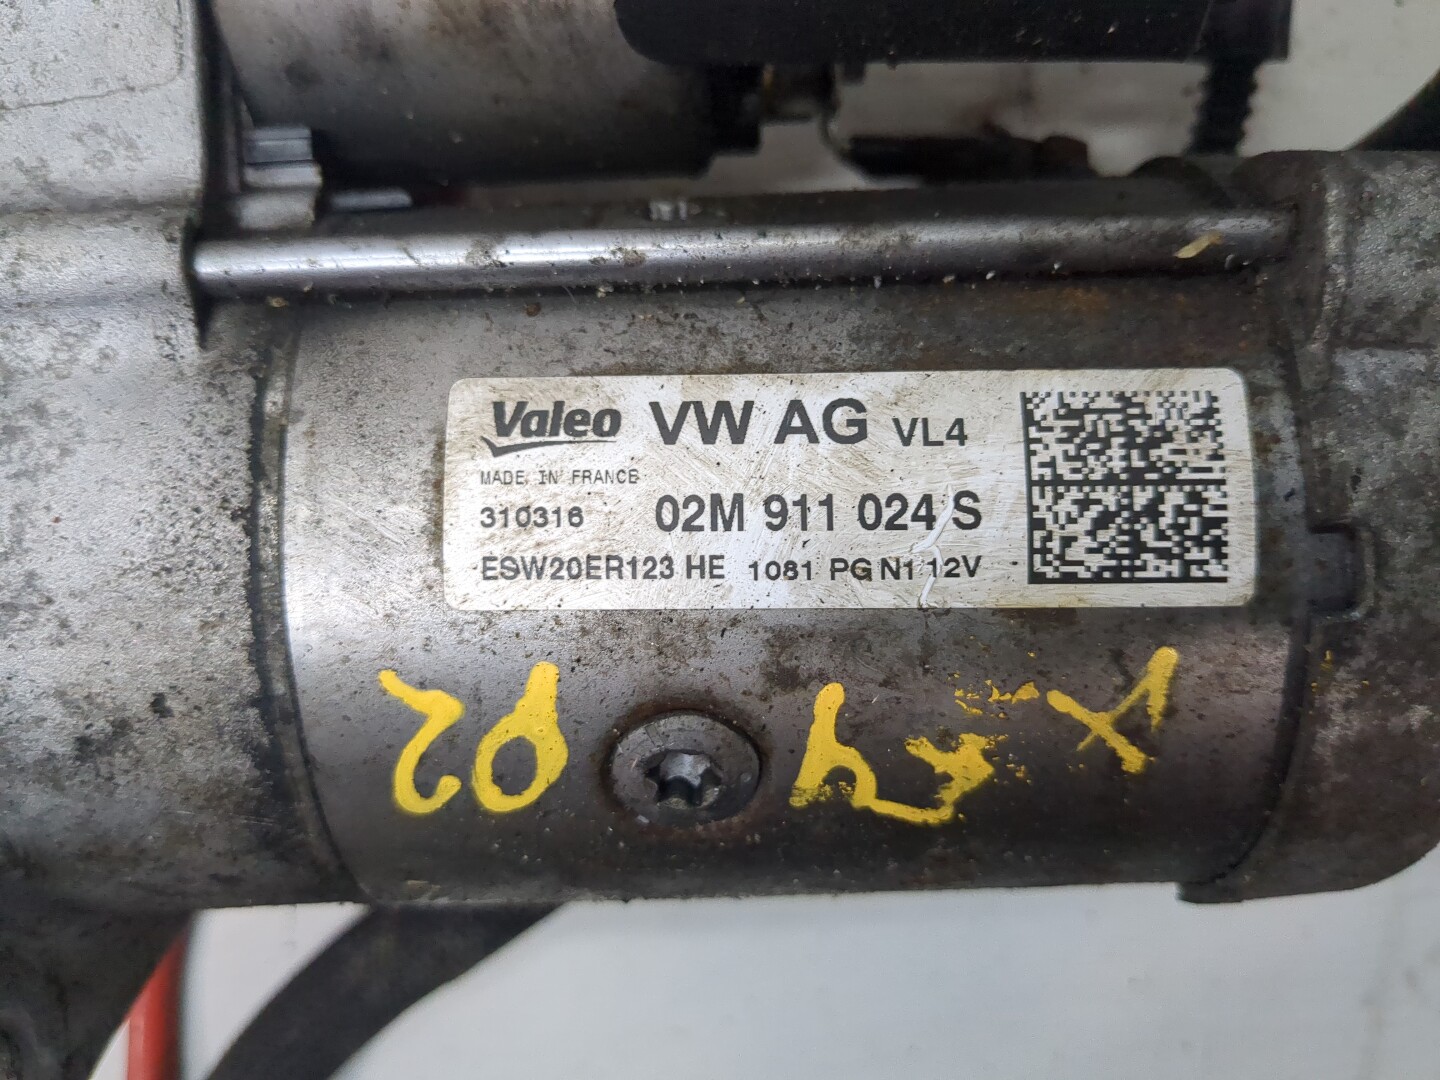 Valeo VW AG VL4
MADE IN FRANCE
310316 02M 911 024 S
ESW20ER123 HE 1081 PG N1 12V